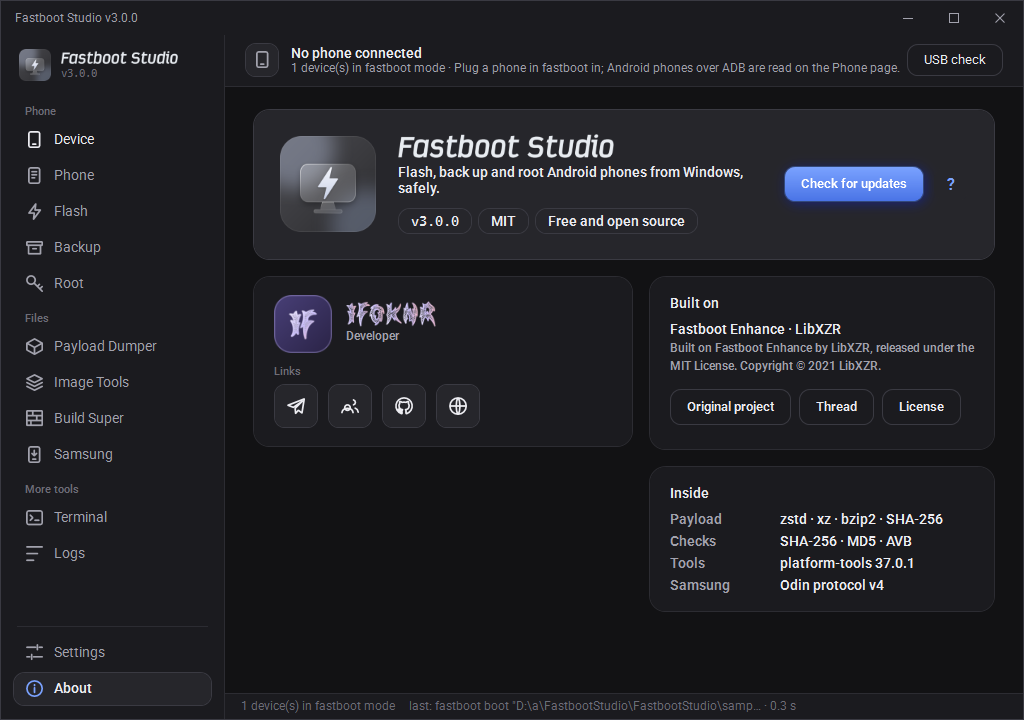 Fastboot Studio v3.0.0
Fastboot Studio
v3.0.0
Phone
Device
Phone
Flash
Backup
Root
Files
Payload Dumper
Image Tools
Build Super
Samsung
More tools
Terminal
Logs
Settings
About
No phone connected
1 device(s) in fastboot mode · Plug a phone in fastboot in; Android phones over ADB are read on the Phone page.
USB check
Fastboot Studio
Flash, back up and root Android phones from Windows,
safely.
v3.0.0 MIT Free and open source
Check for updates ?
IF
IFOKNR
Developer
Links
Built on
Fastboot Enhance · LibXZR
Built on Fastboot Enhance by LibXZR, released under the
MIT License. Copyright © 2021 LibXZR.
Original project Thread License
Inside
Payload zstd · xz · bzip2 · SHA-256
Checks SHA-256 · MD5 · AVB
Tools platform-tools 37.0.1
Samsung Odin protocol v4
1 device(s) in fastboot mode last: fastboot boot "D:\a\FastbootStudio\FastbootStudio\samp… · 0.3 s